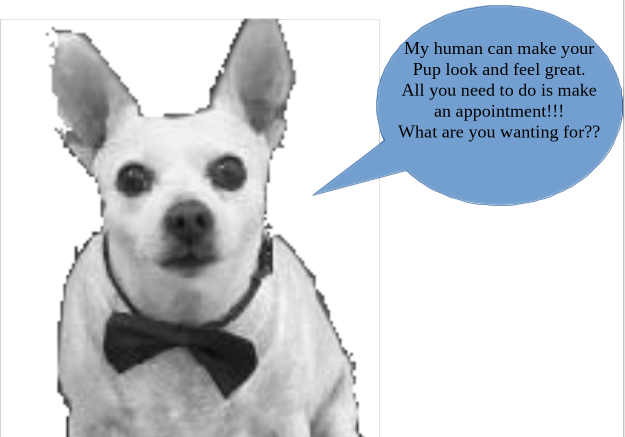 My human can make your
Pup look and feel great.
All you need to do is make
an appointment!!!
What are you wanting for??